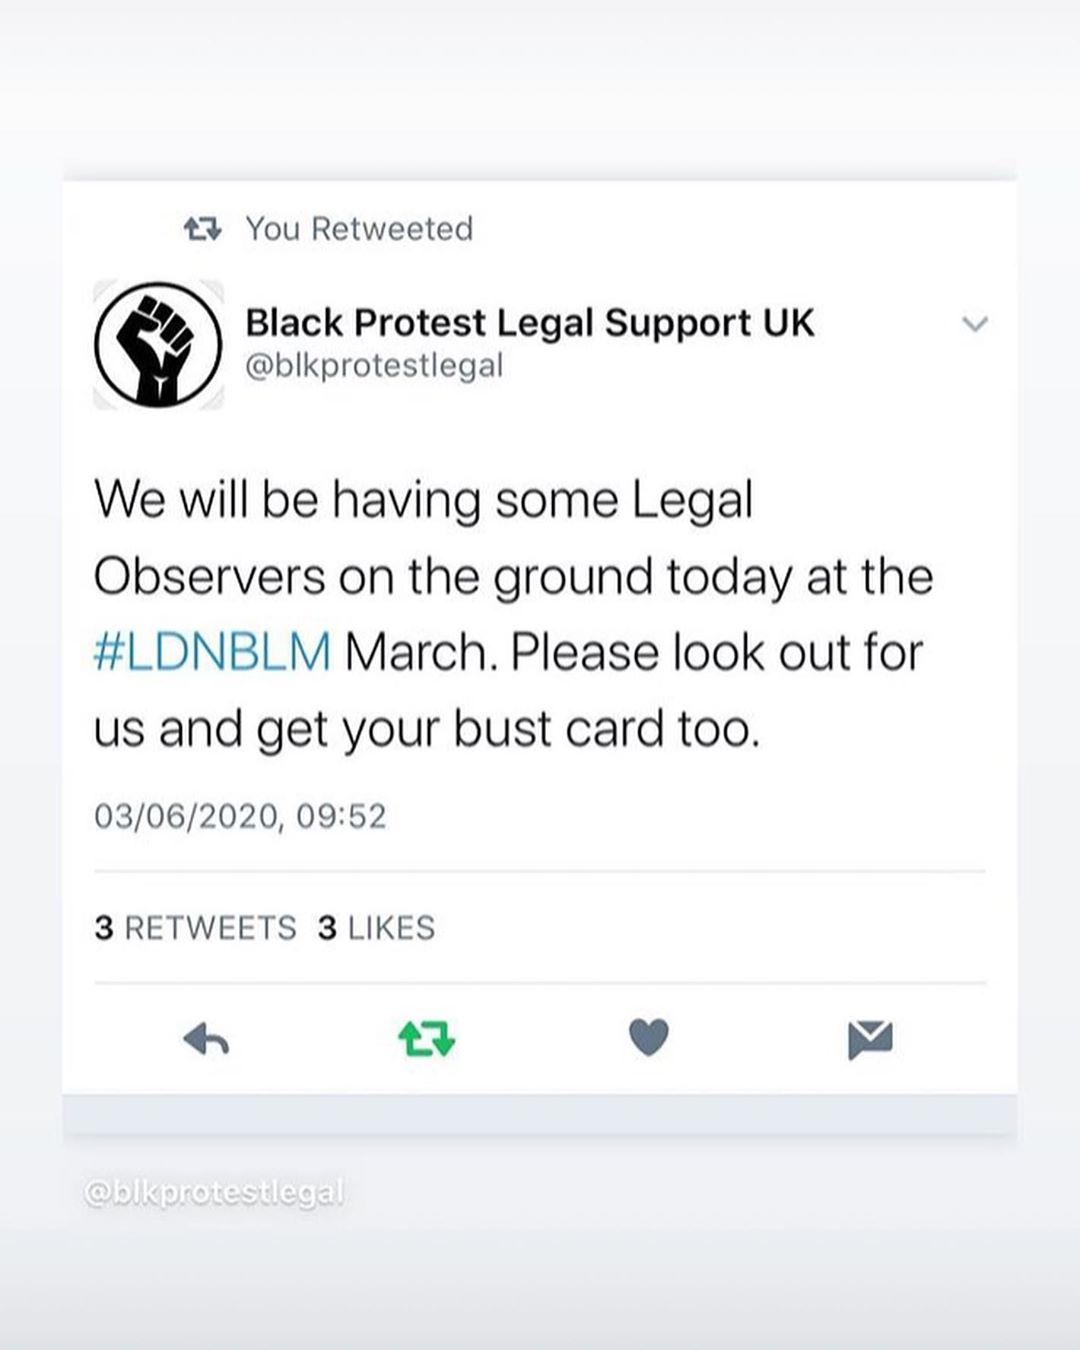 You Retweeted
Black Protest Legal Support UK
@blkprotestlegal
We will be having some Legal
Observers on the ground today at the
#LDNBLM March. Please look out for
us and get your bust card too.
03/06/2020, 09:52
3 RETWEETS 3 LIKES
@blkprotestlegal